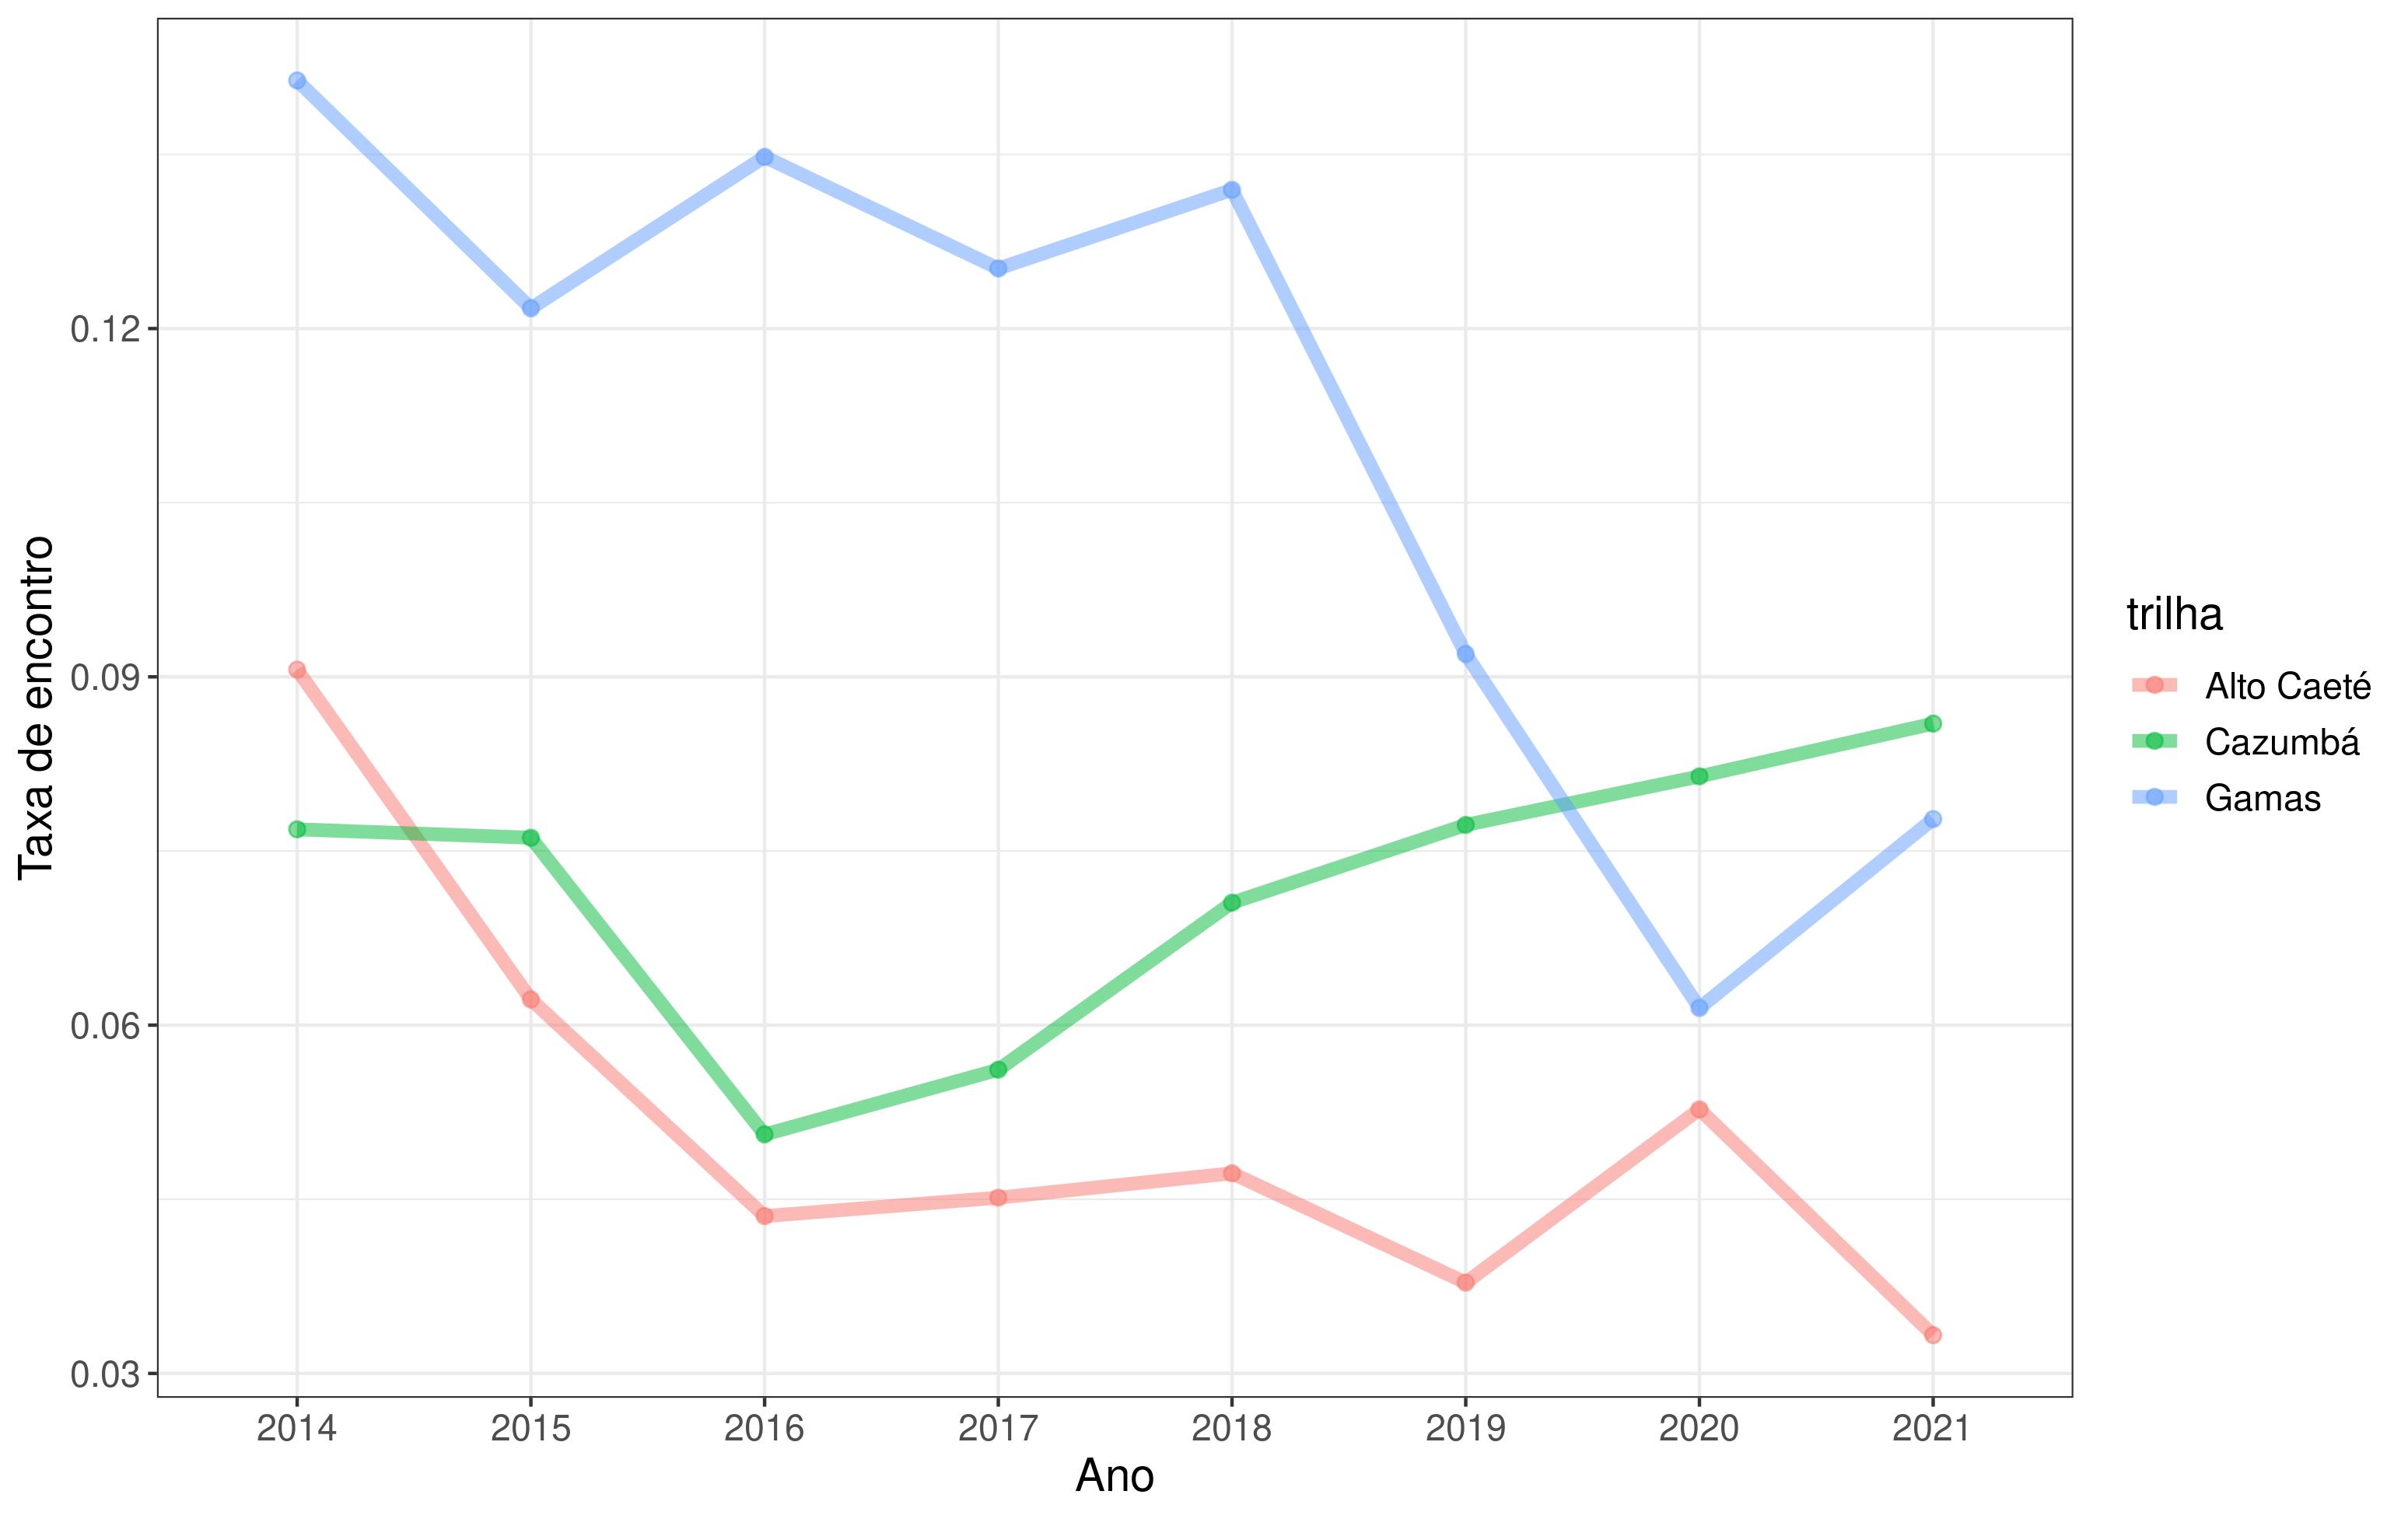 Taxa de encontro
0.12
0.09
0.06
0.03
2014 2015 2016 2017 2018 2019 2020 2021
Ano
trilha
Alto Caeté
Cazumbá
Gamas